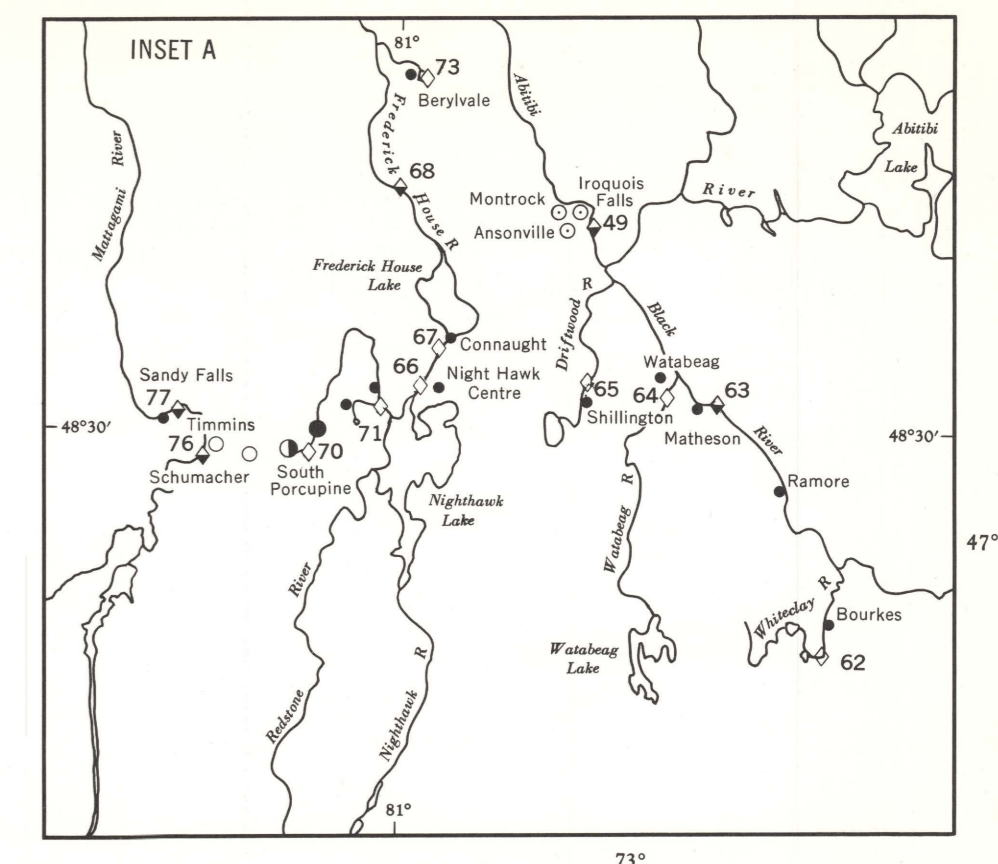 INSET A
81°
73
Berylvale
Frederick
House R
68
Abitibi
Abitibi
Lake
River
Mattagami River
Montrock
Iroquois
Falls
Ansonville
49
Frederick House
Lake
R
Driftwood
Black
67
Connaught
66
Night Hawk
Centre
Watabeag
Sandy Falls
77
65
Shillington
64
63
Matheson
48°30′
Timmins
76
Schumacher
70
South
Porcupine
71
River
48°30′
Ramore
Nighthawk
Lake
Watabeag R
47°
River
Redstone
Whiteclay
R
Bourkes
62
Watabeag
Lake
Nighthawk R
81°
73°